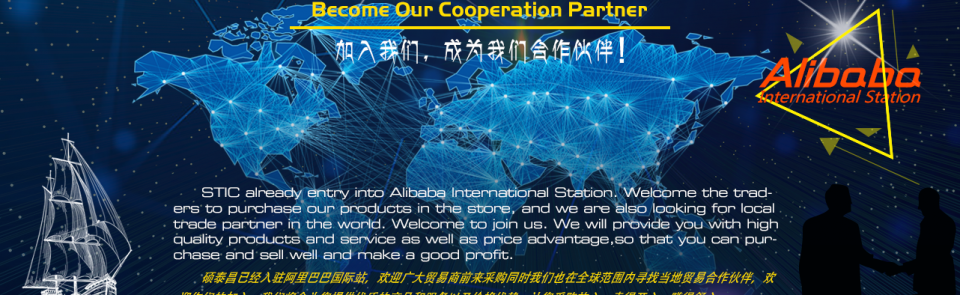 Become Our Cooperation Partner
加入我们，成为我们合作伙伴！
Alibaba
International Station
STIC already entry into Alibaba International Station. Welcome the trad-
ers to purchase our products in the store, and we are also looking for local
trade partner in the world. Welcome to join us. We will provide you with high
quality products and service as well as price advantage,so that you can pur-
chase and sell well and make a good profit.
硕泰昌已经入驻阿里巴巴国际站，欢迎广大贸易商前来采购同时我们也在全球范围内寻找当地贸易合作伙伴，欢